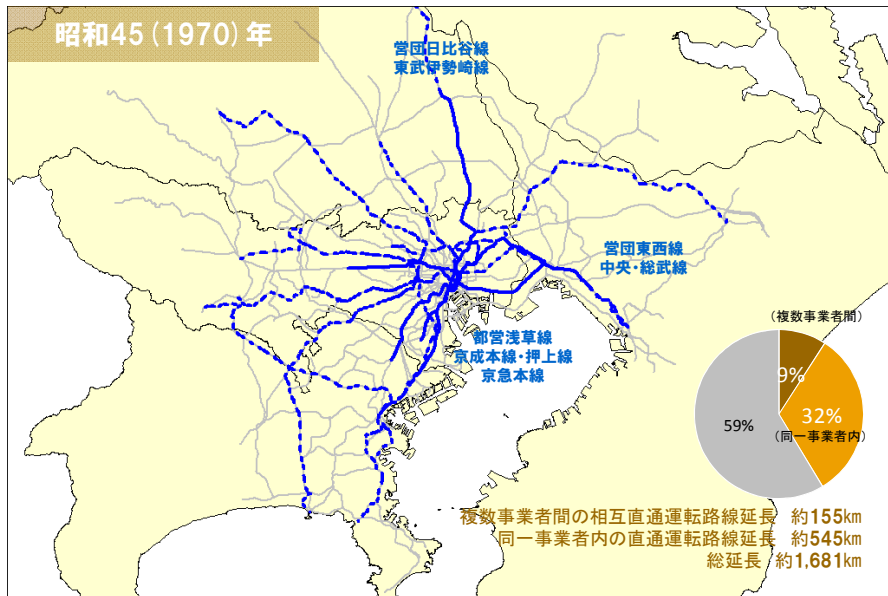 昭和45(1970)年
営団日比谷線
東武伊勢崎線
営団東西線
中央・総武線
都営浅草線
京成本線・押上線
京急本線
(複数事業者間)
9%
32%
(同一事業者内)
59%
複数事業者間の相互直通運転路線延長 約155km
同一事業者内の直通運転路線延長 約545km
総延長 約1,681km